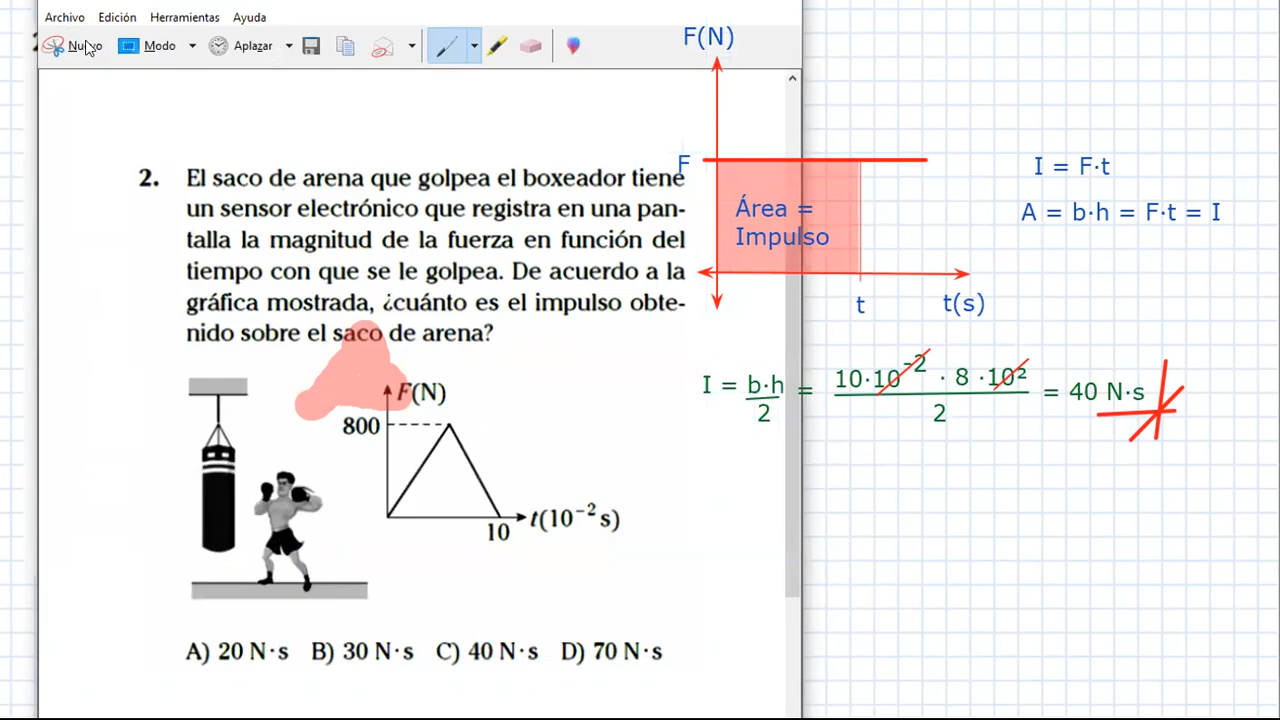 Archivo Edición Herramientas Ayuda
Nuevo Modo Aplazar
2. El saco de arena que golpea el boxeador tiene
un sensor electrónico que registra en una pan-
talla la magnitud de la fuerza en función del
tiempo con que se le golpea. De acuerdo a la
gráfica mostrada, ¿cuánto es el impulso obte-
nido sobre el saco de arena?
F(N)
800
10
t(10⁻² s)
A) 20 N·s B) 30 N·s C) 40 N·s D) 70 N·s
F(N)
F
Área =
Impulso
t
t(s)
I = F·t
A = b·h = F·t = I
I = b·h/2 = 10·10⁻² · 8 ·10²/2 = 40 N·s